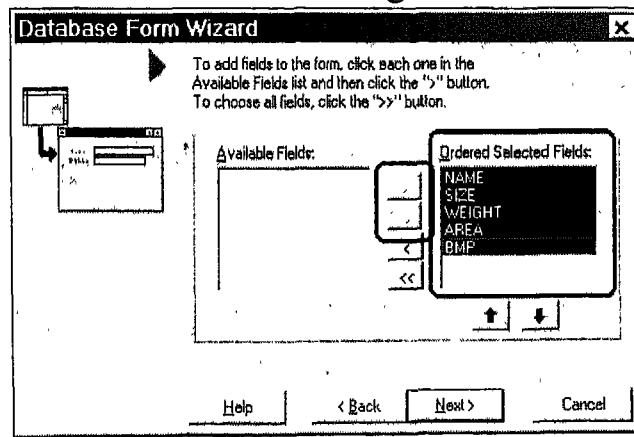 Database Form Wizard
To add fields to the form, click each one in the
Available Fields list and then click the ">" button.
To choose all fields, click the ">>" button.
Available Fields:
Ordered Selected Fields:
NAME
SIZE
WEIGHT
AREA
BMP
<
<<
Help
< Back
Next >
Cancel